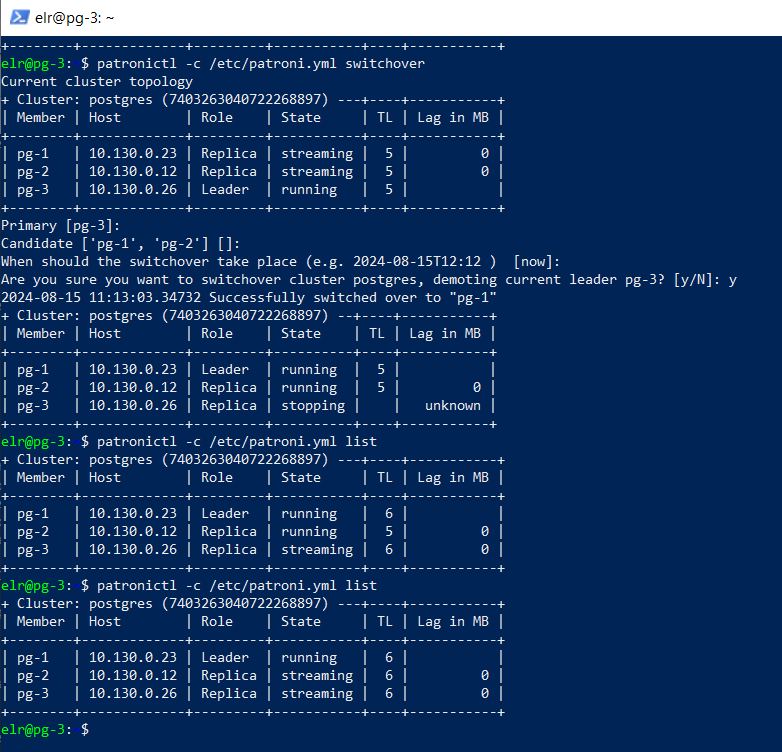 elr@pg-3: ~
+--------+-------------+---------+-----------+----+-----------+
elr@pg-3: $ patronictl -c /etc/patroni.yml switchover
Current cluster topology
+ Cluster: postgres (7403263040722268897) ---+----+-----------+
| Member | Host        | Role    | State     | TL | Lag in MB |
+--------+-------------+---------+-----------+----+-----------+
| pg-1   | 10.130.0.23 | Replica | streaming |  5 |         0 |
| pg-2   | 10.130.0.12 | Replica | streaming |  5 |         0 |
| pg-3   | 10.130.0.26 | Leader  | running   |  5 |           |
+--------+-------------+---------+-----------+----+-----------+
Primary [pg-3]:
Candidate ['pg-1', 'pg-2'] []:
When should the switchover take place (e.g. 2024-08-15T12:12 )  [now]:
Are you sure you want to switchover cluster postgres, demoting current leader pg-3? [y/N]: y
2024-08-15 11:13:03.34732 Successfully switched over to "pg-1"
+ Cluster: postgres (7403263040722268897) --+----+-----------+
| Member | Host        | Role    | State    | TL | Lag in MB |
+--------+-------------+---------+----------+----+-----------+
| pg-1   | 10.130.0.23 | Leader  | running  |  5 |           |
| pg-2   | 10.130.0.12 | Replica | running  |  5 |         0 |
| pg-3   | 10.130.0.26 | Replica | stopping |    |   unknown |
+--------+-------------+---------+----------+----+-----------+
elr@pg-3: $ patronictl -c /etc/patroni.yml list
+ Cluster: postgres (7403263040722268897) ---+----+-----------+
| Member | Host        | Role    | State     | TL | Lag in MB |
+--------+-------------+---------+-----------+----+-----------+
| pg-1   | 10.130.0.23 | Leader  | running   |  6 |           |
| pg-2   | 10.130.0.12 | Replica | running   |  5 |         0 |
| pg-3   | 10.130.0.26 | Replica | streaming |  6 |         0 |
+--------+-------------+---------+-----------+----+-----------+
elr@pg-3: $ patronictl -c /etc/patroni.yml list
+ Cluster: postgres (7403263040722268897) ---+----+-----------+
| Member | Host        | Role    | State     | TL | Lag in MB |
+--------+-------------+---------+-----------+----+-----------+
| pg-1   | 10.130.0.23 | Leader  | running   |  6 |           |
| pg-2   | 10.130.0.12 | Replica | streaming |  6 |         0 |
| pg-3   | 10.130.0.26 | Replica | streaming |  6 |         0 |
+--------+-------------+---------+-----------+----+-----------+
elr@pg-3: $